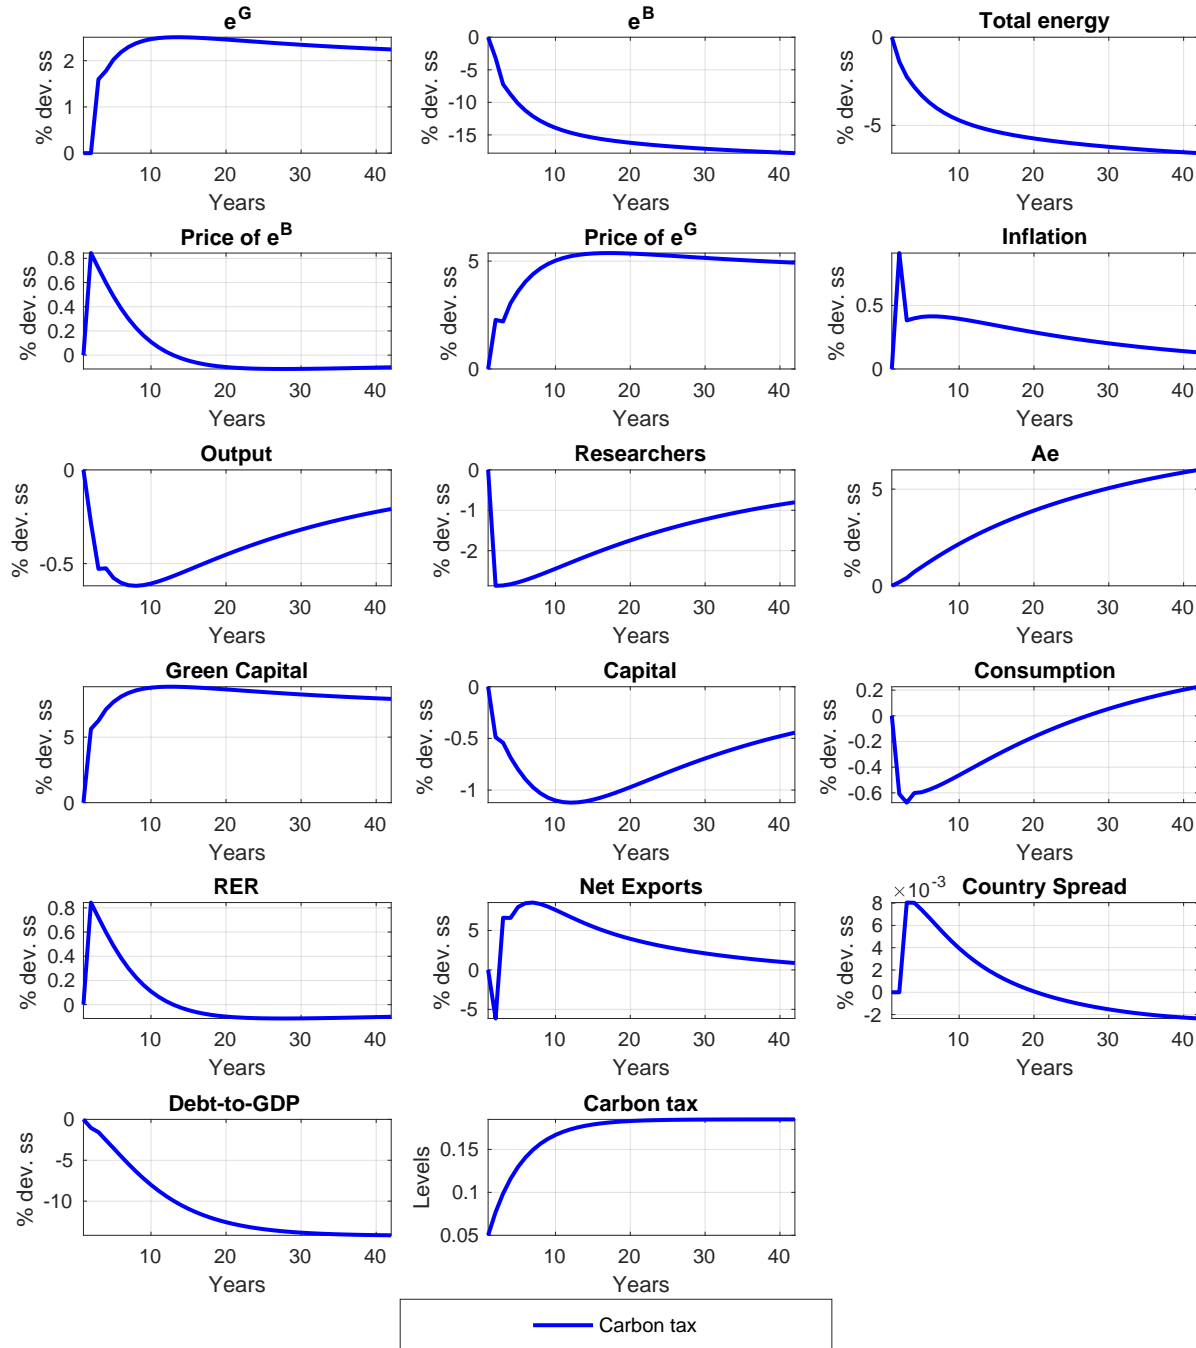 e^G
% dev. ss
2
1
0
10 20 30 40
Years
e^B
% dev. ss
0
-5
-10
-15
10 20 30 40
Years
Total energy
% dev. ss
0
-5
10 20 30 40
Years
Price of e^B
% dev. ss
0.8
0.6
0.4
0.2
0
10 20 30 40
Years
Price of e^G
% dev. ss
5
0
10 20 30 40
Years
Inflation
% dev. ss
0.5
0
10 20 30 40
Years
Output
% dev. ss
0
-0.5
10 20 30 40
Years
Researchers
% dev. ss
0
-1
-2
10 20 30 40
Years
Ae
% dev. ss
5
0
10 20 30 40
Years
Green Capital
% dev. ss
5
0
10 20 30 40
Years
Capital
% dev. ss
0
-0.5
-1
10 20 30 40
Years
Consumption
% dev. ss
0.2
0
-0.2
-0.4
-0.6
10 20 30 40
Years
RER
% dev. ss
0.8
0.6
0.4
0.2
0
10 20 30 40
Years
Net Exports
% dev. ss
5
0
-5
10 20 30 40
Years
×10^-3 Country Spread
% dev. ss
8
6
4
2
0
-2
10 20 30 40
Years
Debt-to-GDP
% dev. ss
0
-5
-10
10 20 30 40
Years
Carbon tax
Levels
0.15
0.1
0.05
10 20 30 40
Years
Carbon tax